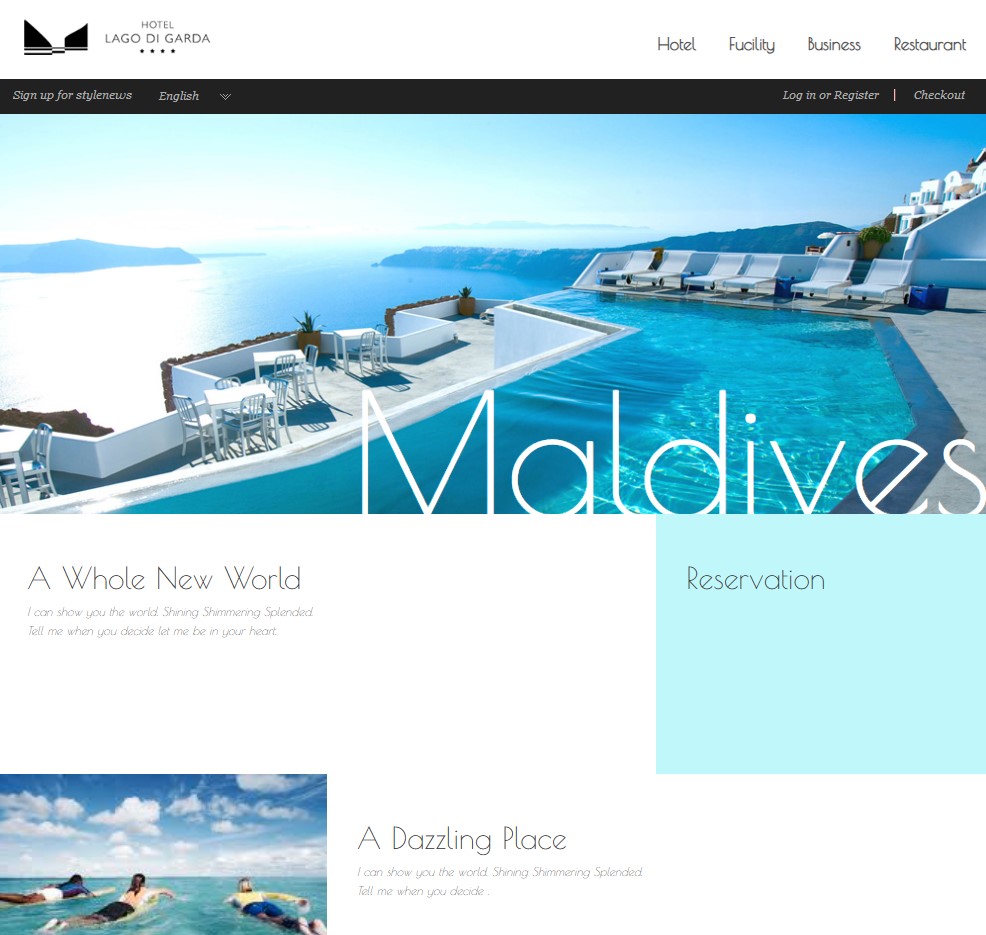 HOTEL
LAGO DI GARDA
Hotel Fucility Business Restaurant
Sign up for stylenews English Log in or Register Checkout
Maldives
A Whole New World
I can show you the world. Shining Shimmering Splended.
Tell me when you decide let me be in your heart.
Reservation
A Dazzling Place
I can show you the world. Shining Shimmering Splended.
Tell me when you decide .